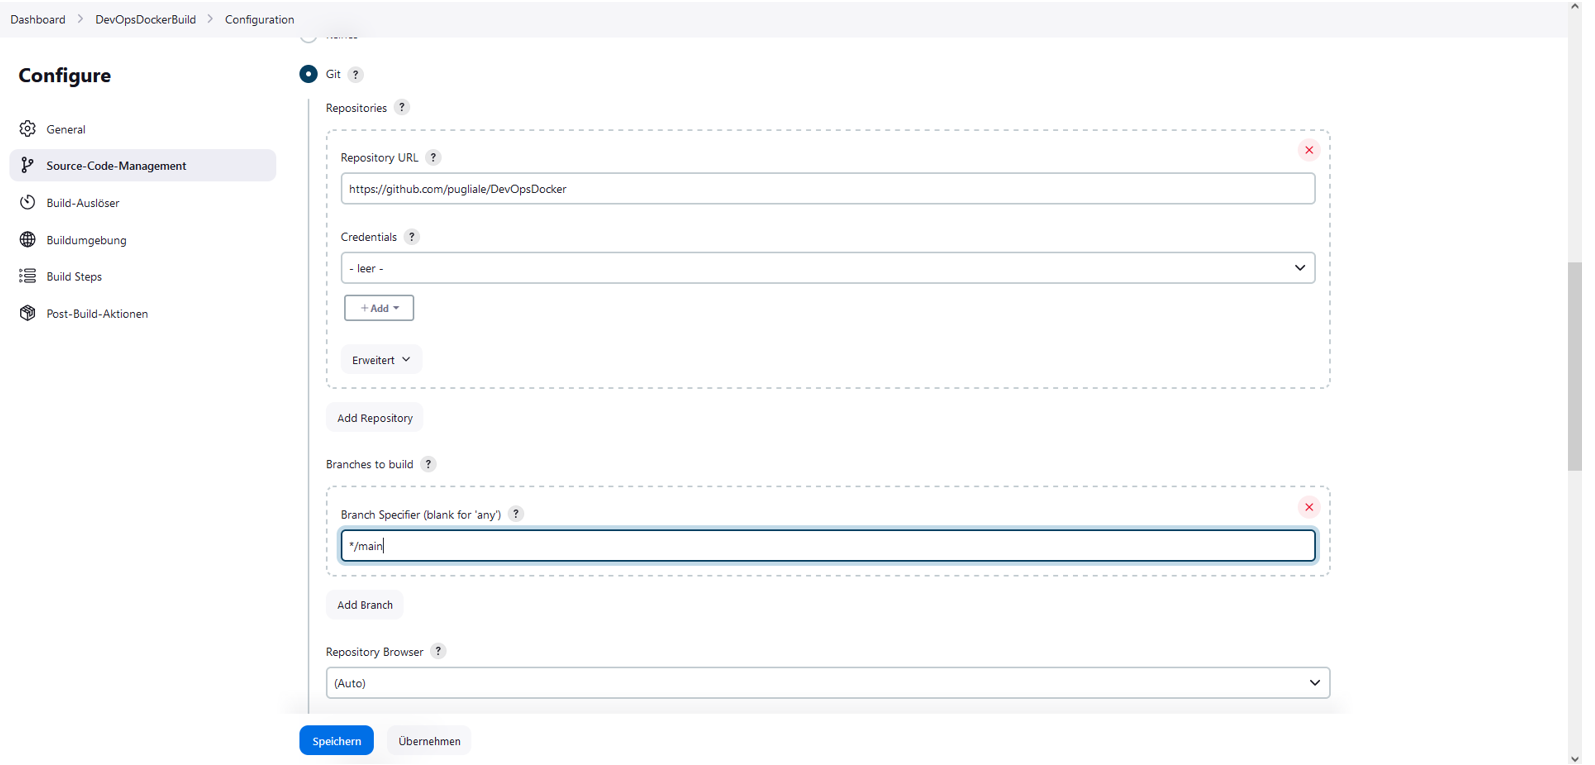 Dashboard > DevOpsDockerBuild > Configuration
Configure
General
Source-Code-Management
Build-Auslöser
Buildumgebung
Build Steps
Post-Build-Aktionen
Git ?
Repositories ?
Repository URL ?
https://github.com/pugliale/DevOpsDocker
Credentials ?
- leer -
+ Add
Erweitert
Add Repository
Branches to build ?
Branch Specifier (blank for 'any') ?
*/main
Add Branch
Repository Browser ?
(Auto)
Speichern Übernehmen